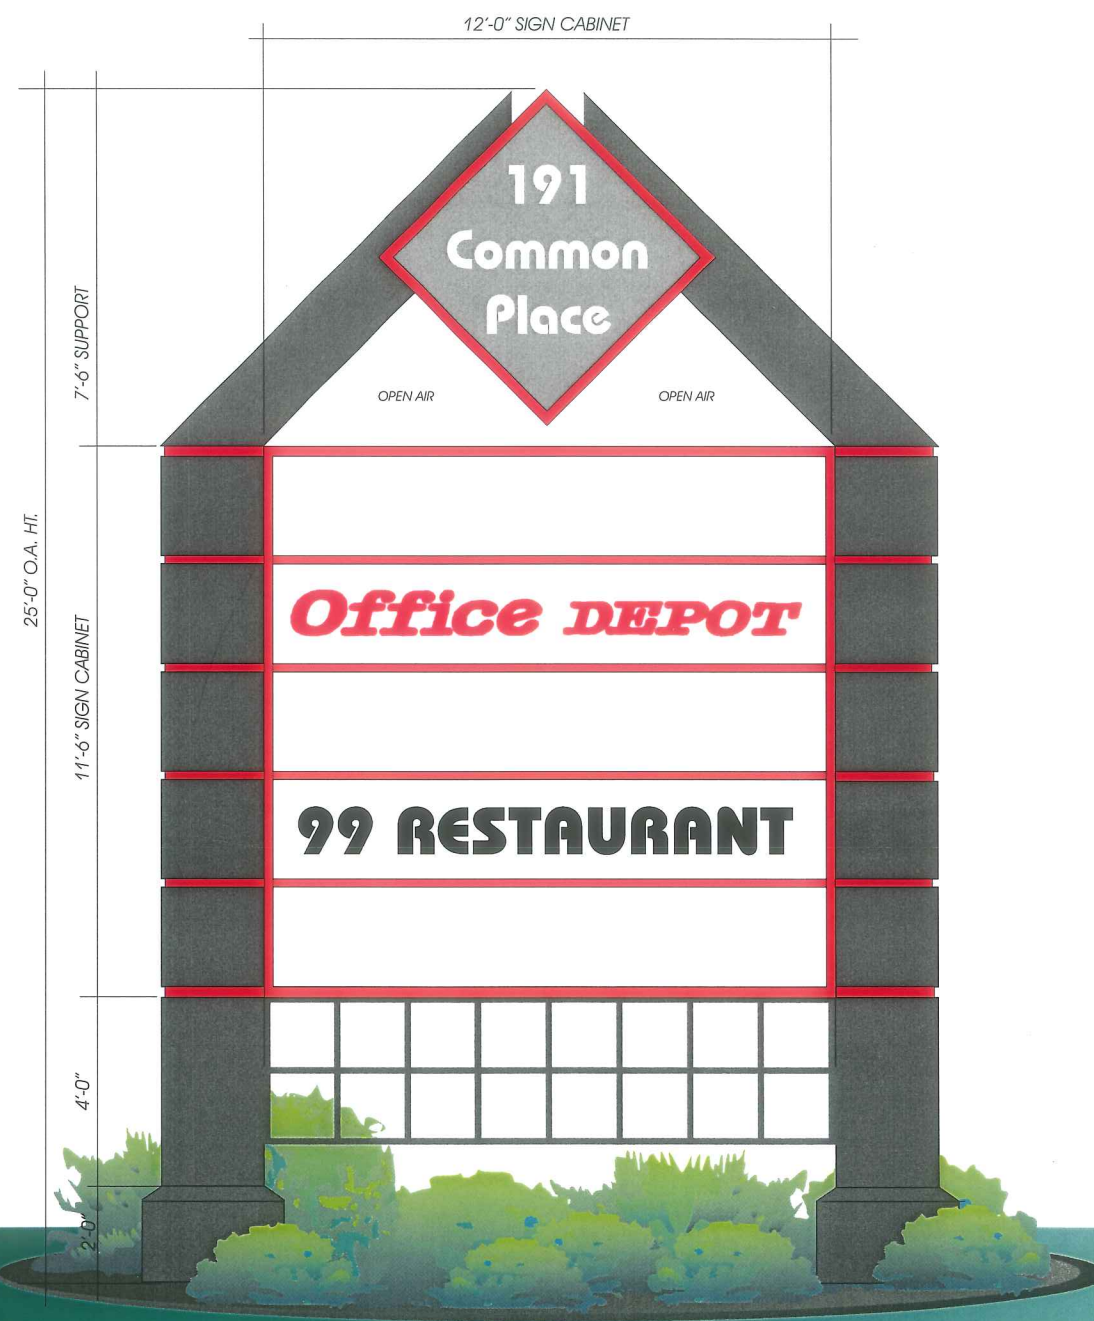 12'-0" SIGN CABINET
191
Common
Place
7'-6" SUPPORT
OPEN AIR
OPEN AIR
25'-0" O.A. HT.
11'-6" SIGN CABINET
Office DEPOT
99 RESTAURANT
4'-0"
2'-0"